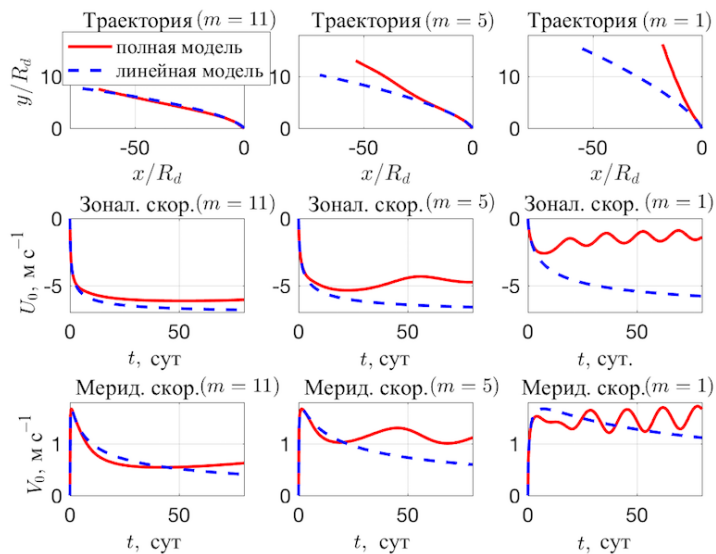 Траектория (m = 11)
Траектория (m = 5)
Траектория (m = 1)
полная модель
линейная модель
y/R_d
10
0
10
0
10
0
-50
0
-50
0
-50
0
x/R_d
x/R_d
x/R_d
Зонал. скор.(m = 11)
Зонал. скор.(m = 5)
Зонал. скор.(m = 1)
U_0, м с^{-1}
0
-5
0
-5
0
-5
0
50
0
50
0
50
t, сут
t, сут
t, сут.
Мерид. скор.(m = 11)
Мерид. скор.(m = 5)
Мерид. скор.(m = 1)
V_0, м с^{-1}
1
0
1
0
1
0
0
50
0
50
0
50
t, сут
t, сут
t, сут